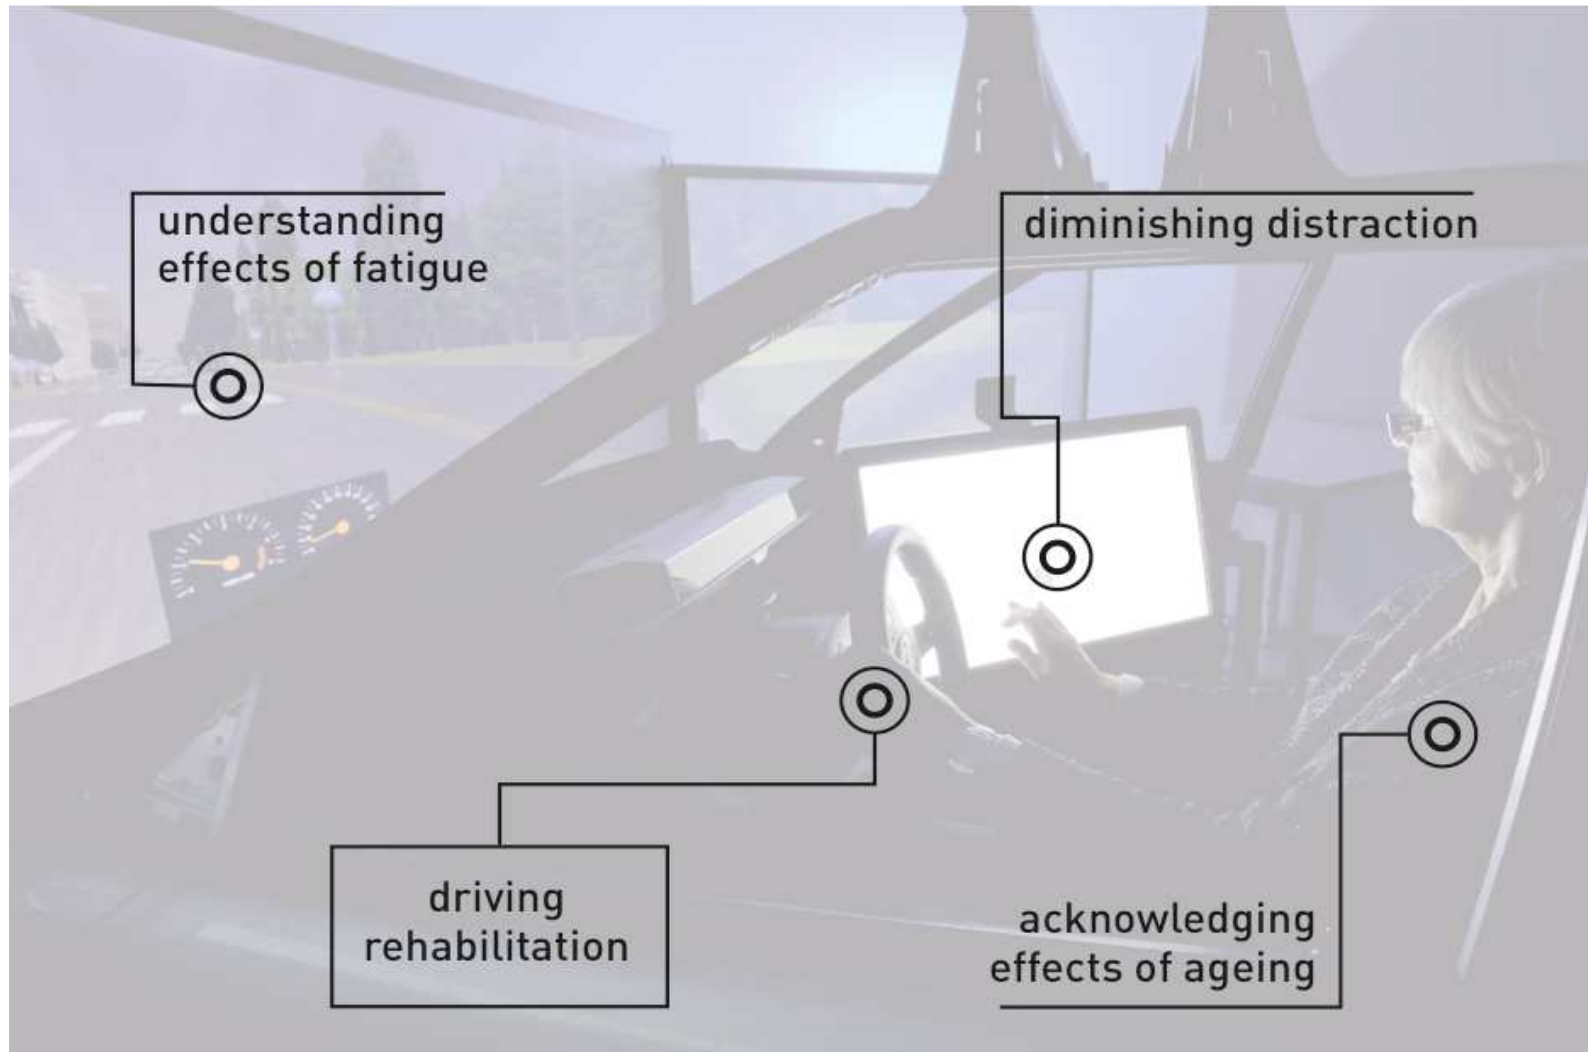 understanding
effects of fatigue
diminishing distraction
driving
rehabilitation
acknowledging
effects of ageing